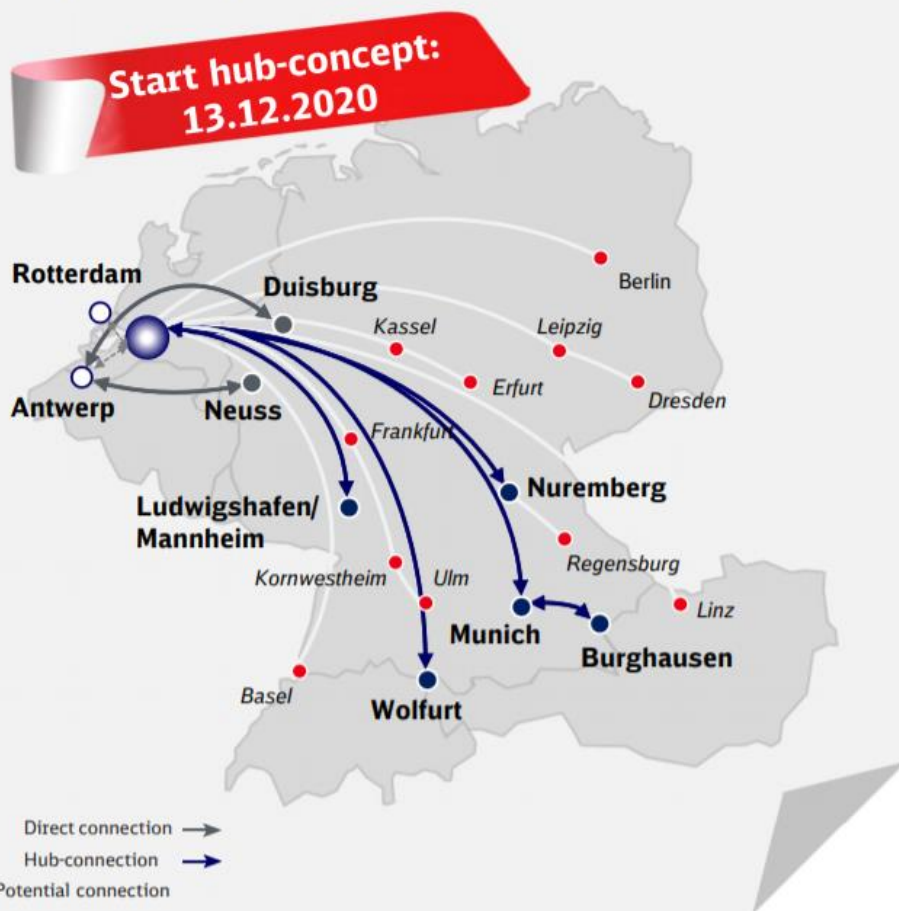 Start hub-concept:
13.12.2020
Rotterdam
Duisburg
Berlin
Kassel
Leipzig
Erfurt
Dresden
Antwerp
Neuss
Frankfurt
Nuremberg
Ludwigshafen/
Mannheim
Regensburg
Kornwestheim
Ulm
Linz
Munich
Burghausen
Basel
Wolfurt
Direct connection
Hub-connection
Potential connection